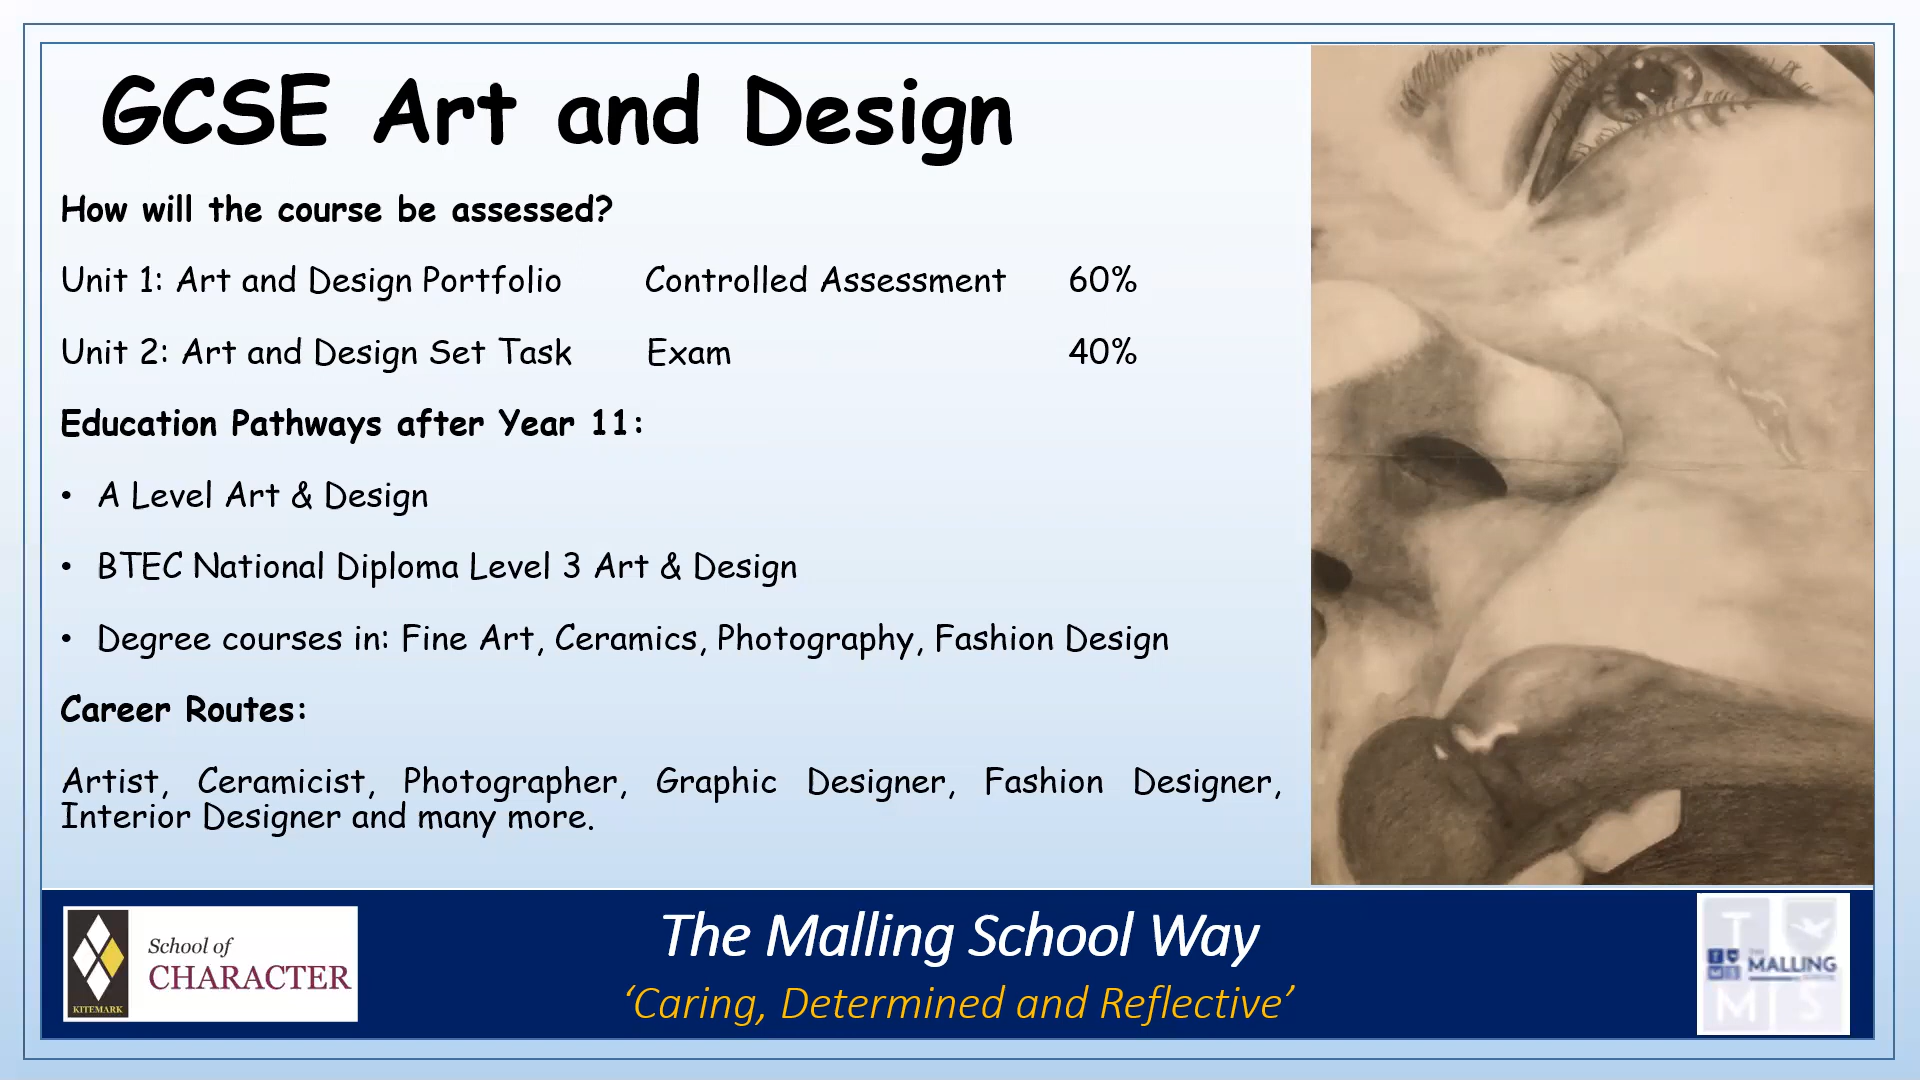 GCSE Art and Design
How will the course be assessed?
Unit 1: Art and Design Portfolio Controlled Assessment 60%
Unit 2: Art and Design Set Task Exam 40%
Education Pathways after Year 11:
• A Level Art & Design
• BTEC National Diploma Level 3 Art & Design
• Degree courses in: Fine Art, Ceramics, Photography, Fashion Design
Career Routes:
Artist, Ceramicist, Photographer, Graphic Designer, Fashion Designer,
Interior Designer and many more.
School of
CHARACTER
KITEMARK
The Malling School Way
‘Caring, Determined and Reflective’
T
MALLING
M S